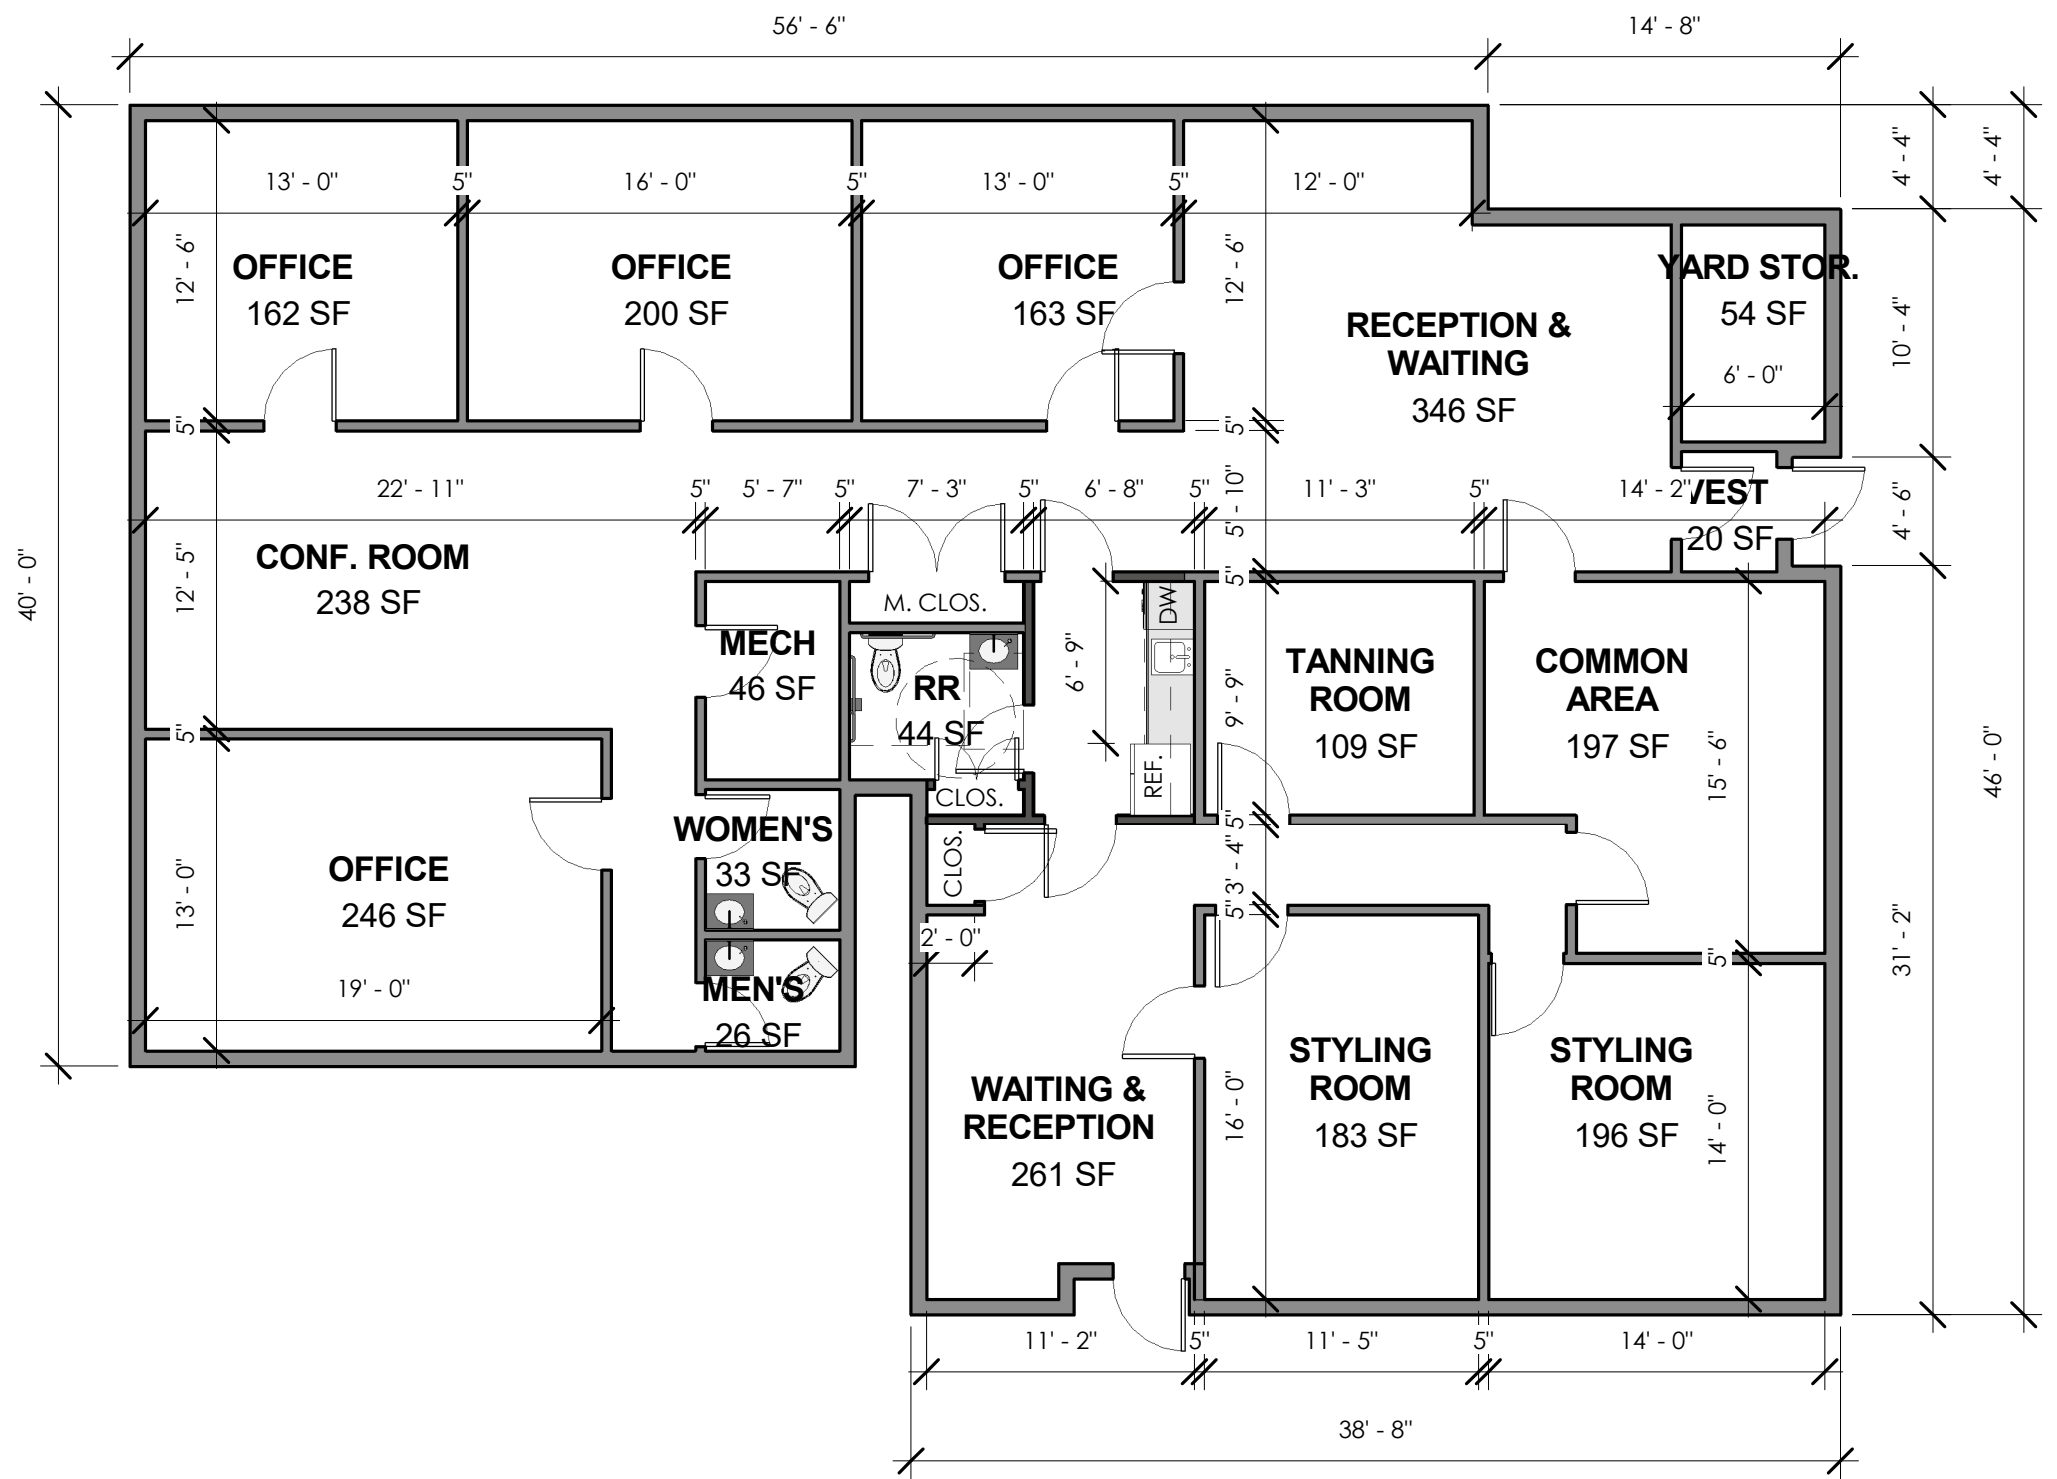 56' - 6"
14' - 8"
4' - 4"
4' - 4"
13' - 0"
5"
16' - 0"
5"
13' - 0"
5"
12' - 0"
12' - 6"
OFFICE
162 SF
OFFICE
200 SF
OFFICE
163 SF
12' - 6"
RECEPTION &
WAITING
346 SF
YARD STOR.
54 SF
6' - 0"
10' - 4"
5"
5"
22' - 11"
5"
5' - 7"
5"
7' - 3"
5"
6' - 8"
5"
5' - 10"
11' - 3"
5"
14' - 2"
VEST
20 SF
4' - 6"
40' - 0"
12' - 5"
CONF. ROOM
238 SF
5"
M. CLOS.
DW
MECH
46 SF
RR
44 SF
6' - 9"
9' - 9"
TANNING
ROOM
109 SF
COMMON
AREA
197 SF
15' - 6"
46' - 0"
5"
REF.
CLOS.
CLOS.
WOMEN'S
33 SF
5"
3' - 4"
5"
OFFICE
246 SF
13' - 0"
19' - 0"
2' - 0"
5"
31' - 2"
MEN'S
26 SF
WAITING &
RECEPTION
261 SF
16' - 0"
STYLING
ROOM
183 SF
STYLING
ROOM
196 SF
14' - 0"
11' - 2"
5"
11' - 5"
5"
14' - 0"
38' - 8"